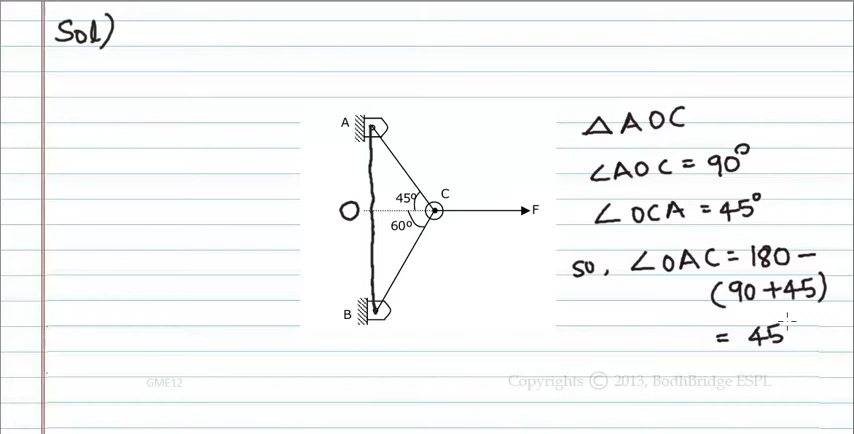 Sol)
A
45°
C
O
F
60°
B
△AOC
∠AOC = 90°
∠OCA = 45°
so, ∠OAC = 180 -
(90 + 45)
= 45
GME12
Copyrights © 2013, BodhBridge ESPL